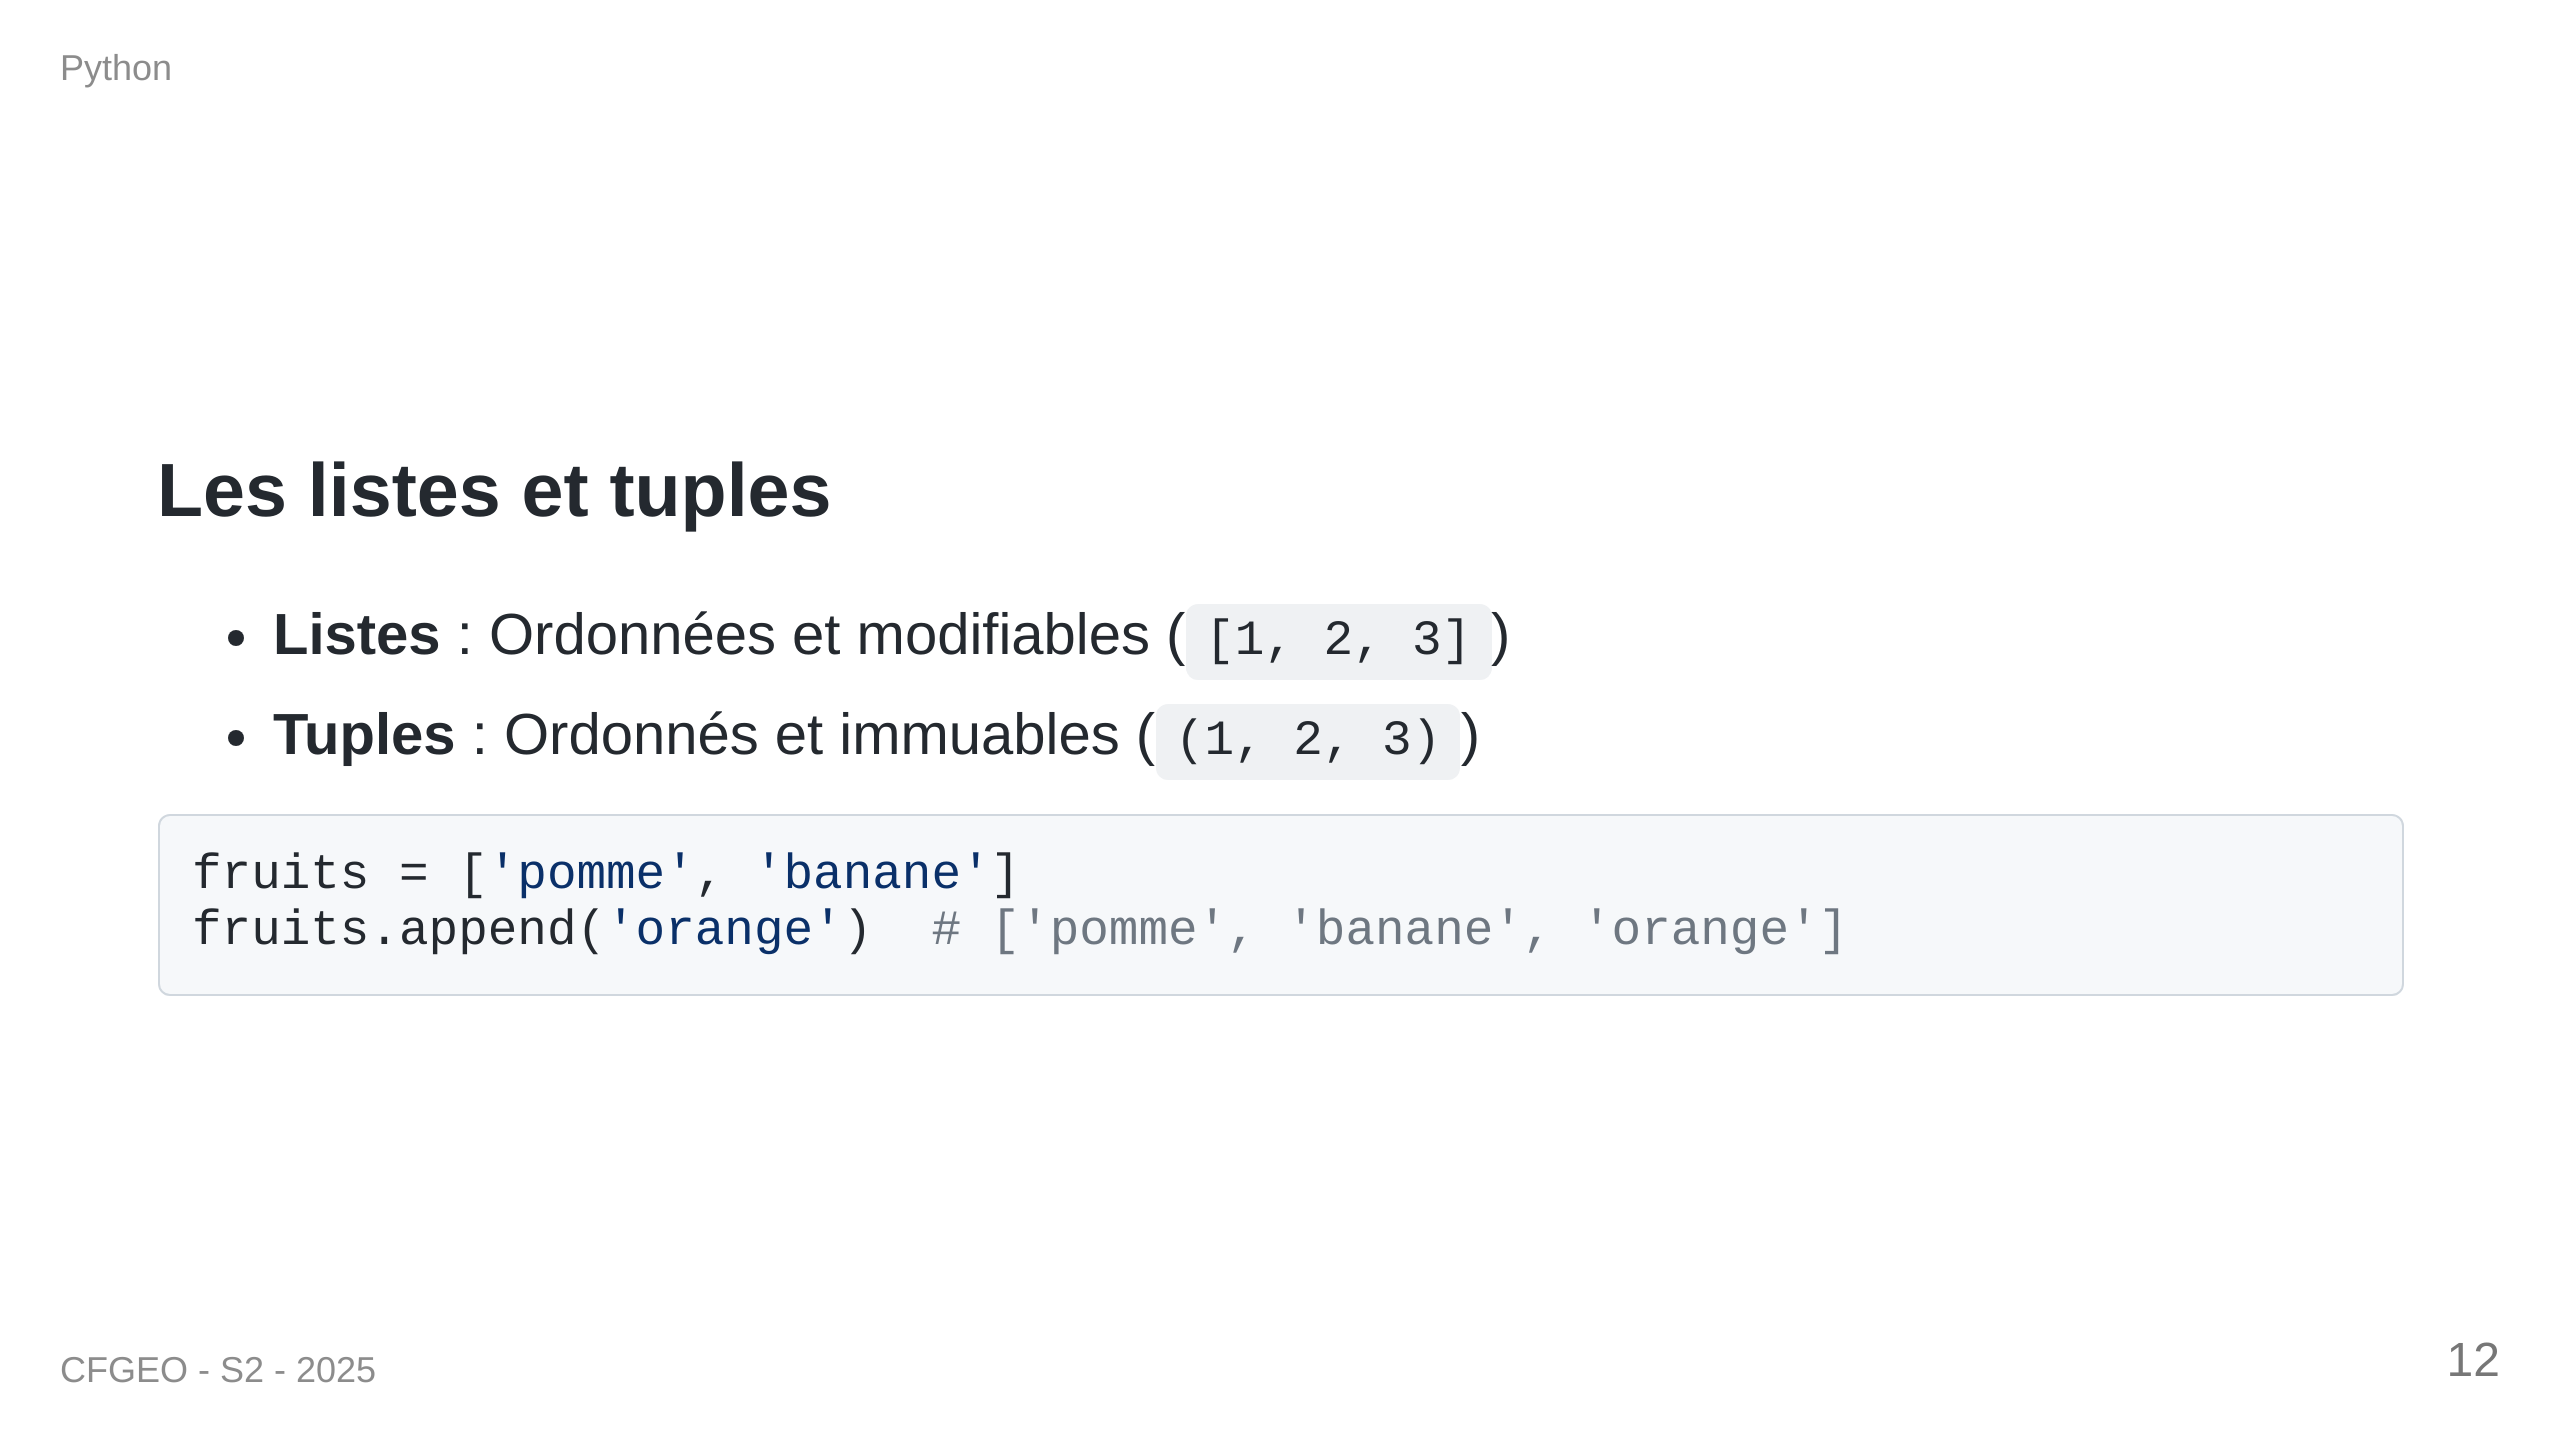 Python
Les listes et tuples
• Listes : Ordonnées et modifiables ( [1, 2, 3] )
• Tuples : Ordonnés et immuables ( (1, 2, 3) )
fruits = ['pomme', 'banane']
fruits.append('orange')  # ['pomme', 'banane', 'orange']
CFGEO - S2 - 2025
12